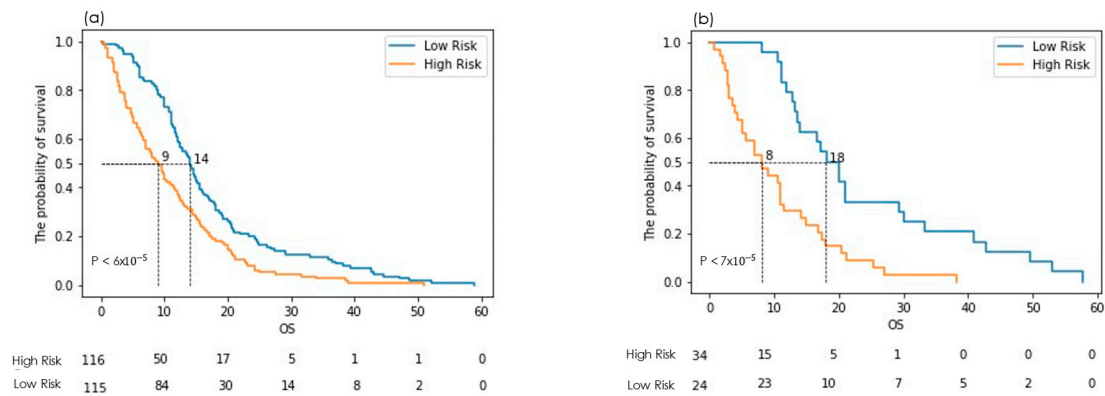 (a)
The probability of survival
1.0
0.8
0.6
0.5
0.4
0.2
0.0
Low Risk
High Risk
9
14
P < 6x10⁻⁵
0 10 20 30 40 50 60
OS
High Risk 116 50 17 5 1 1 0
Low Risk 115 84 30 14 8 2 0
(b)
The probability of survival
1.0
0.8
0.6
0.5
0.4
0.2
0.0
Low Risk
High Risk
8
18
P < 7x10⁻⁵
0 10 20 30 40 50 60
OS
High Risk 34 15 5 1 0 0 0
Low Risk 24 23 10 7 5 2 0